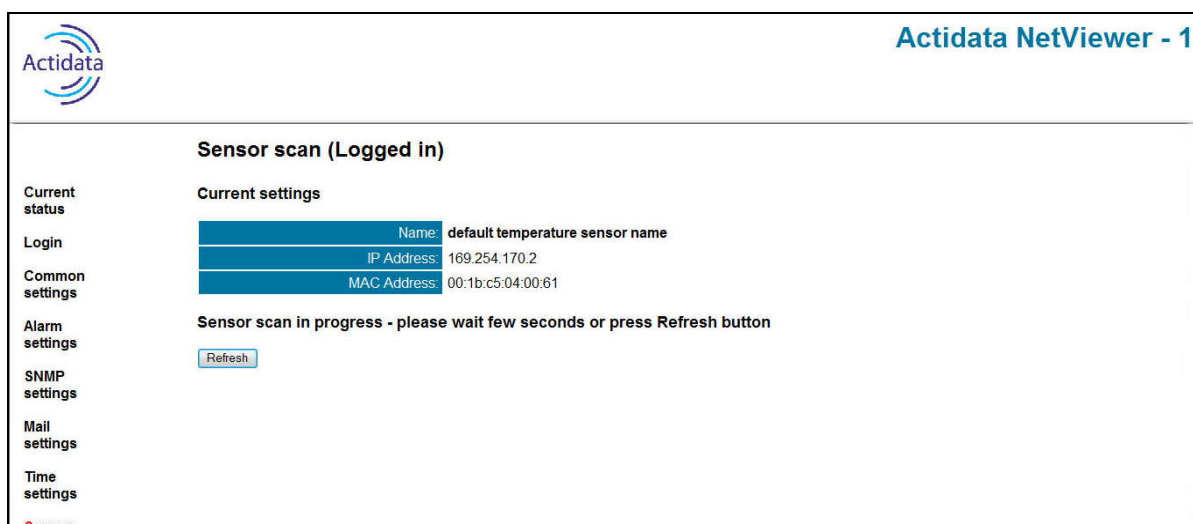 Actidata
Actidata NetViewer - 1
Sensor scan (Logged in)
Current
status
Login
Common
settings
Alarm
settings
SNMP
settings
Mail
settings
Time
settings
Current settings
Name: default temperature sensor name
IP Address: 169.254.170.2
MAC Address: 00:1b:c5:04:00:61
Sensor scan in progress - please wait few seconds or press Refresh button
Refresh